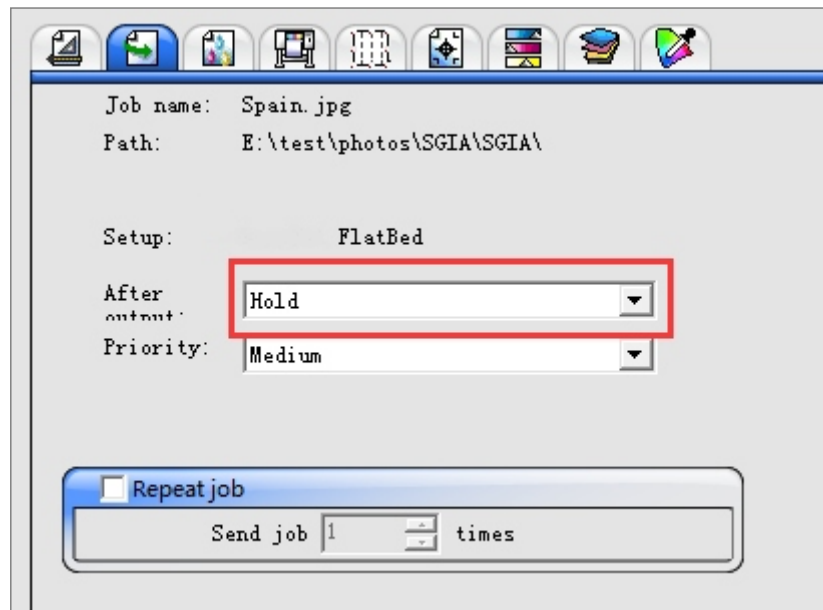 Job name: Spain.jpg
Path: E:\test\photos\SGIA\SGIA\
Setup: FlatBed
After
output: Hold
Priority: Medium
Repeat job
Send job 1 times